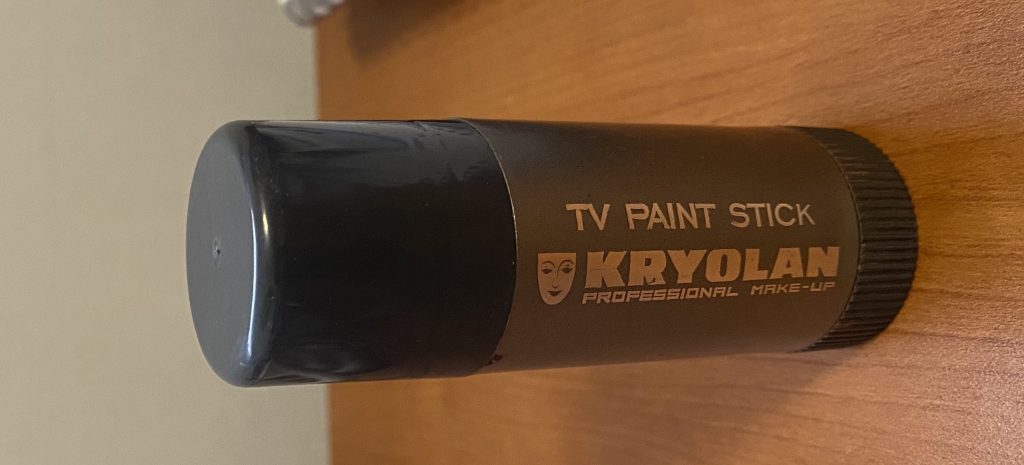 TV PAINT STICK
KRYOLAN
PROFESSIONAL MAKE-UP